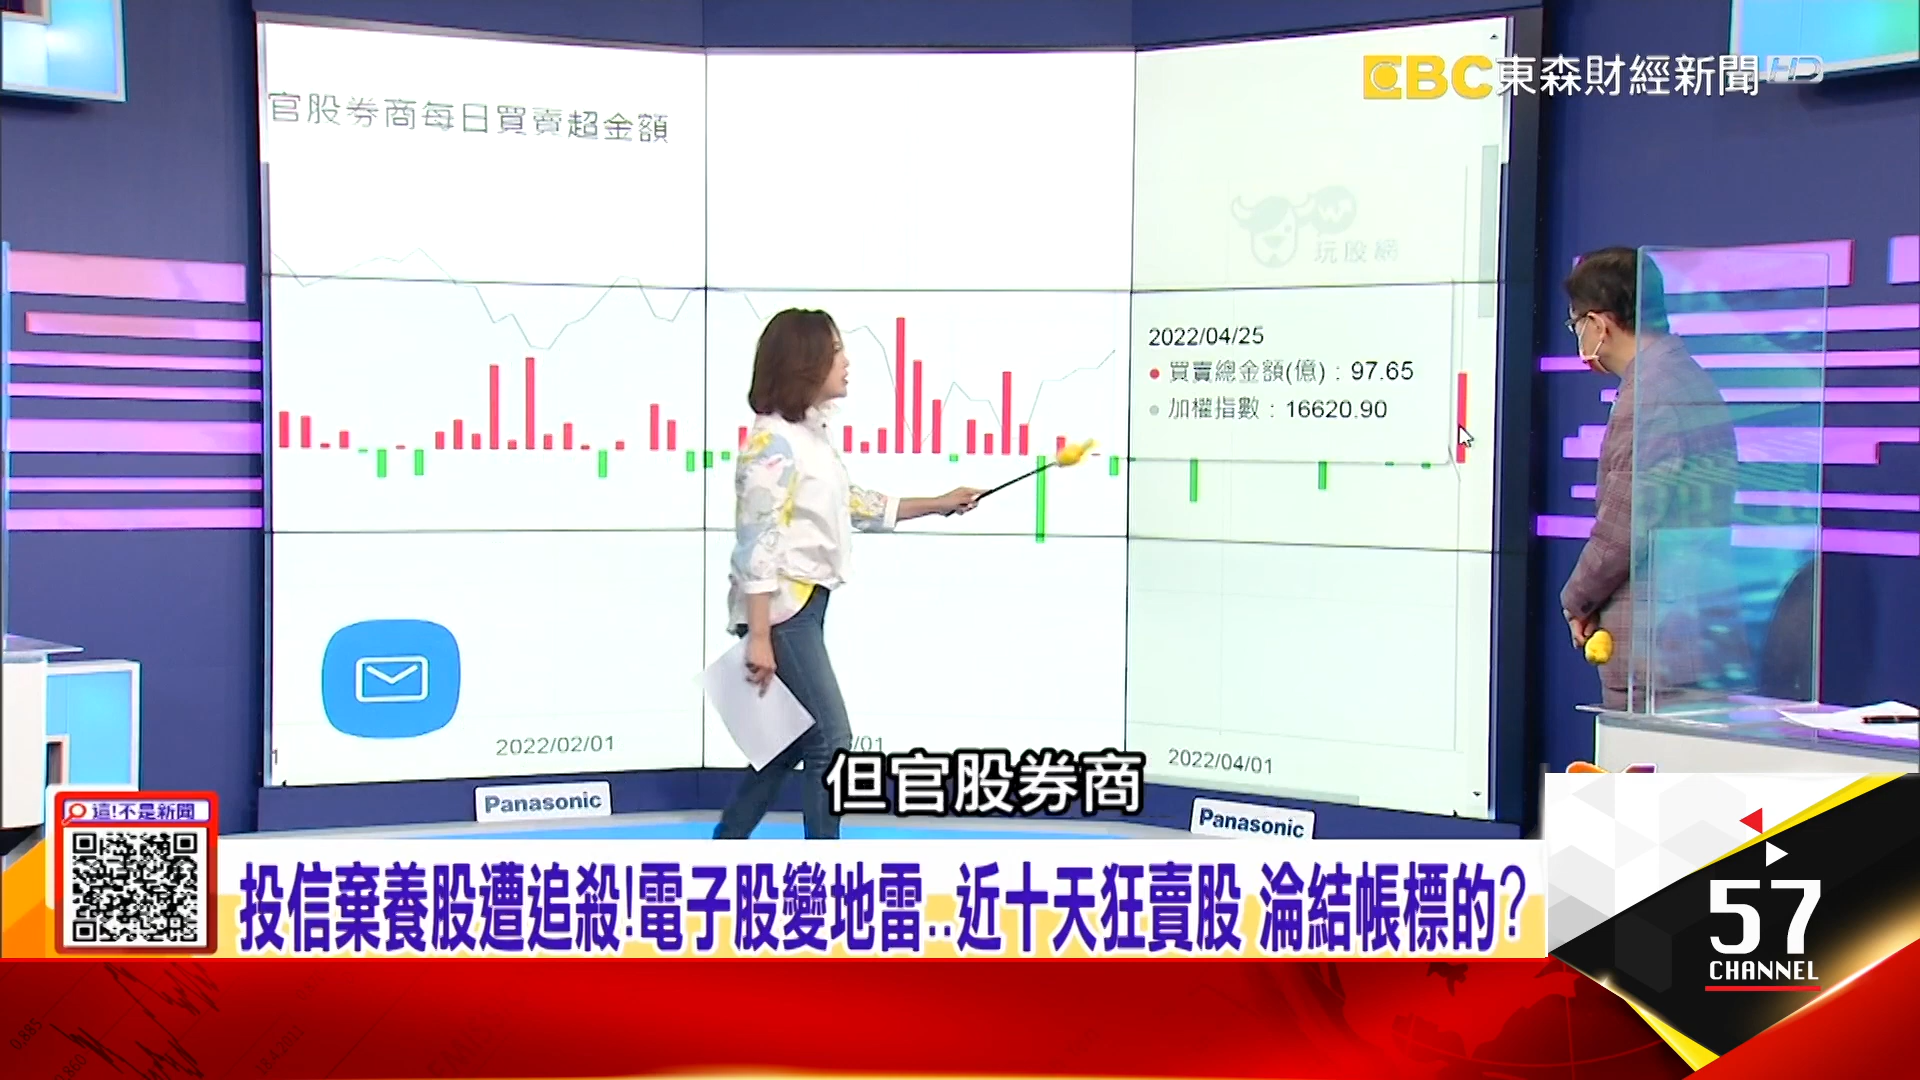 官股券商每日買賣超金額
EBC東森財經新聞HD
玩股網
2022/04/25
買賣總金額(億)：97.65
加權指數：16620.90
2022/02/01
/01
2022/04/01
Panasonic
Panasonic
但官股券商
這!不是新聞
投信棄養股遭追殺!電子股變地雷..近十天狂賣股 淪結帳標的?
57
CHANNEL